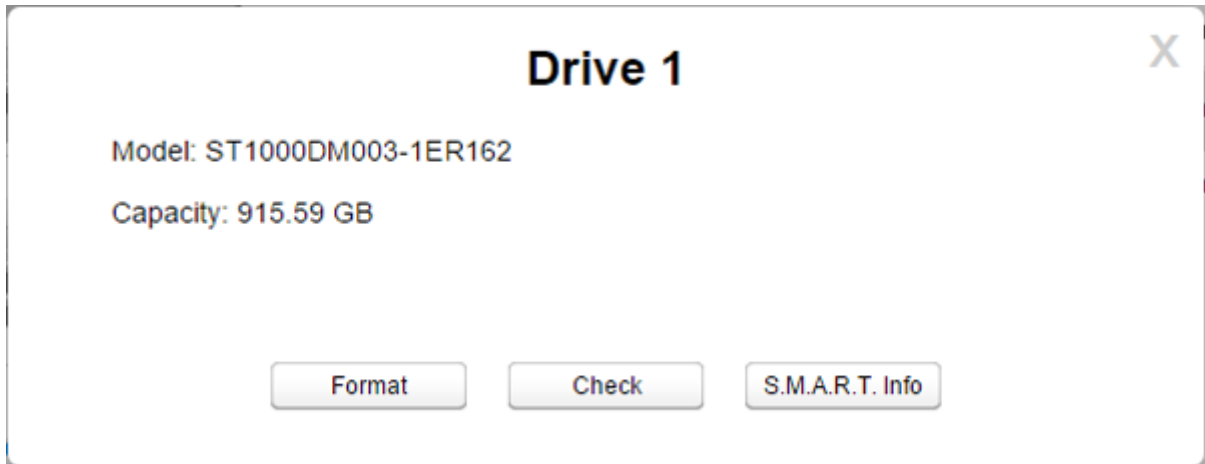 Drive 1
X
Model: ST1000DM003-1ER162
Capacity: 915.59 GB
Format
Check
S.M.A.R.T. Info